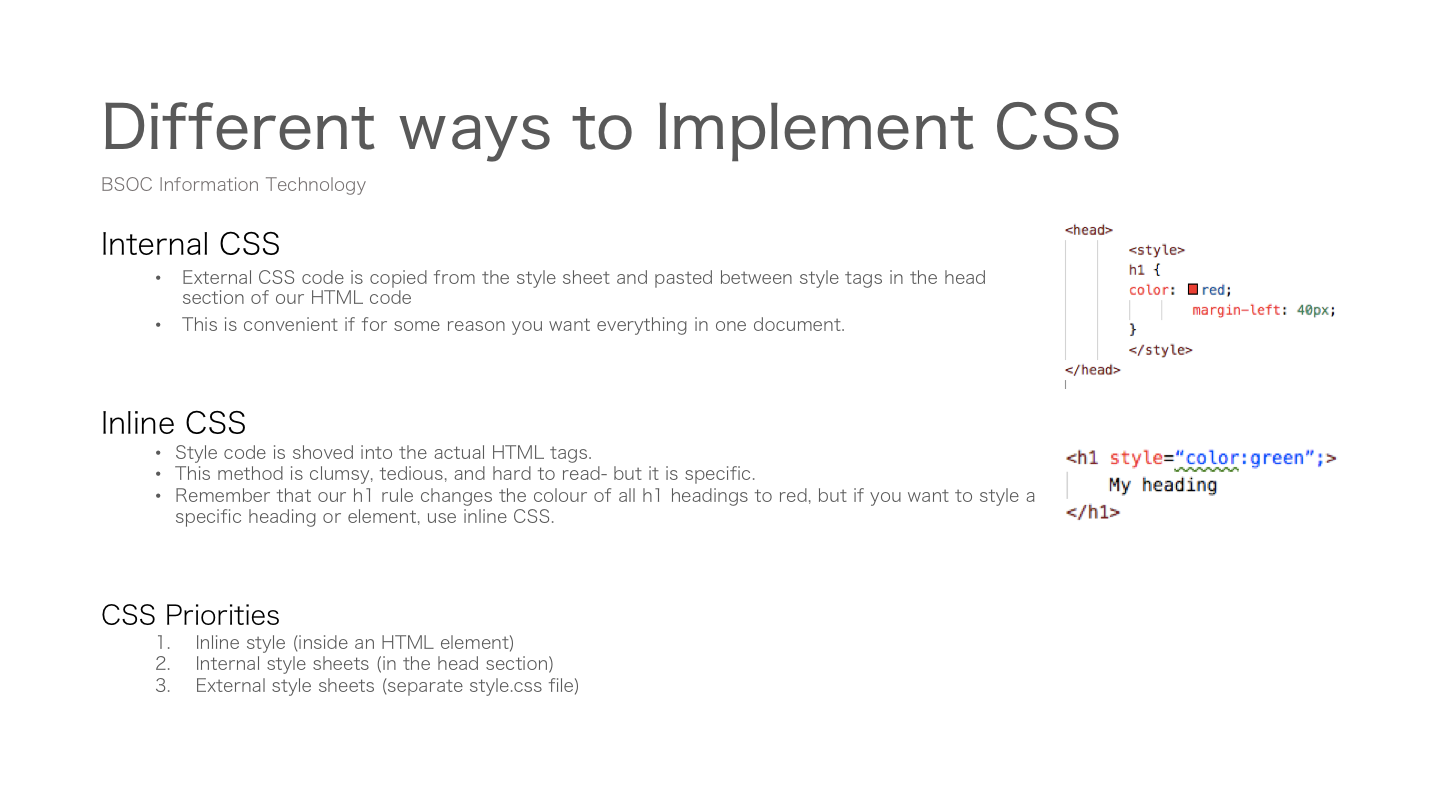 Different ways to Implement CSS
BSOC Information Technology
Internal CSS
• External CSS code is copied from the style sheet and pasted between style tags in the head
section of our HTML code
• This is convenient if for some reason you want everything in one document.
<head>
<style>
h1 {
color: red;
margin-left: 40px;
}
</style>
</head>
Inline CSS
• Style code is shoved into the actual HTML tags.
• This method is clumsy, tedious, and hard to read- but it is specific.
• Remember that our h1 rule changes the colour of all h1 headings to red, but if you want to style a
specific heading or element, use inline CSS.
<h1 style=“color:green”;>
My heading
</h1>
CSS Priorities
1. Inline style (inside an HTML element)
2. Internal style sheets (in the head section)
3. External style sheets (separate style.css file)